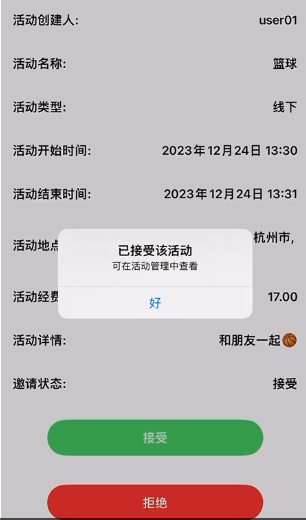 活动创建人: user01
活动名称: 篮球
活动类型: 线下
活动开始时间: 2023年12月24日 13:30
活动结束时间: 2023年12月24日 13:31
活动地点 杭州市,
已接受该活动
可在活动管理中查看
好
活动经费 17.00
活动详情: 和朋友一起🏀
邀请状态: 接受
接受
拒绝